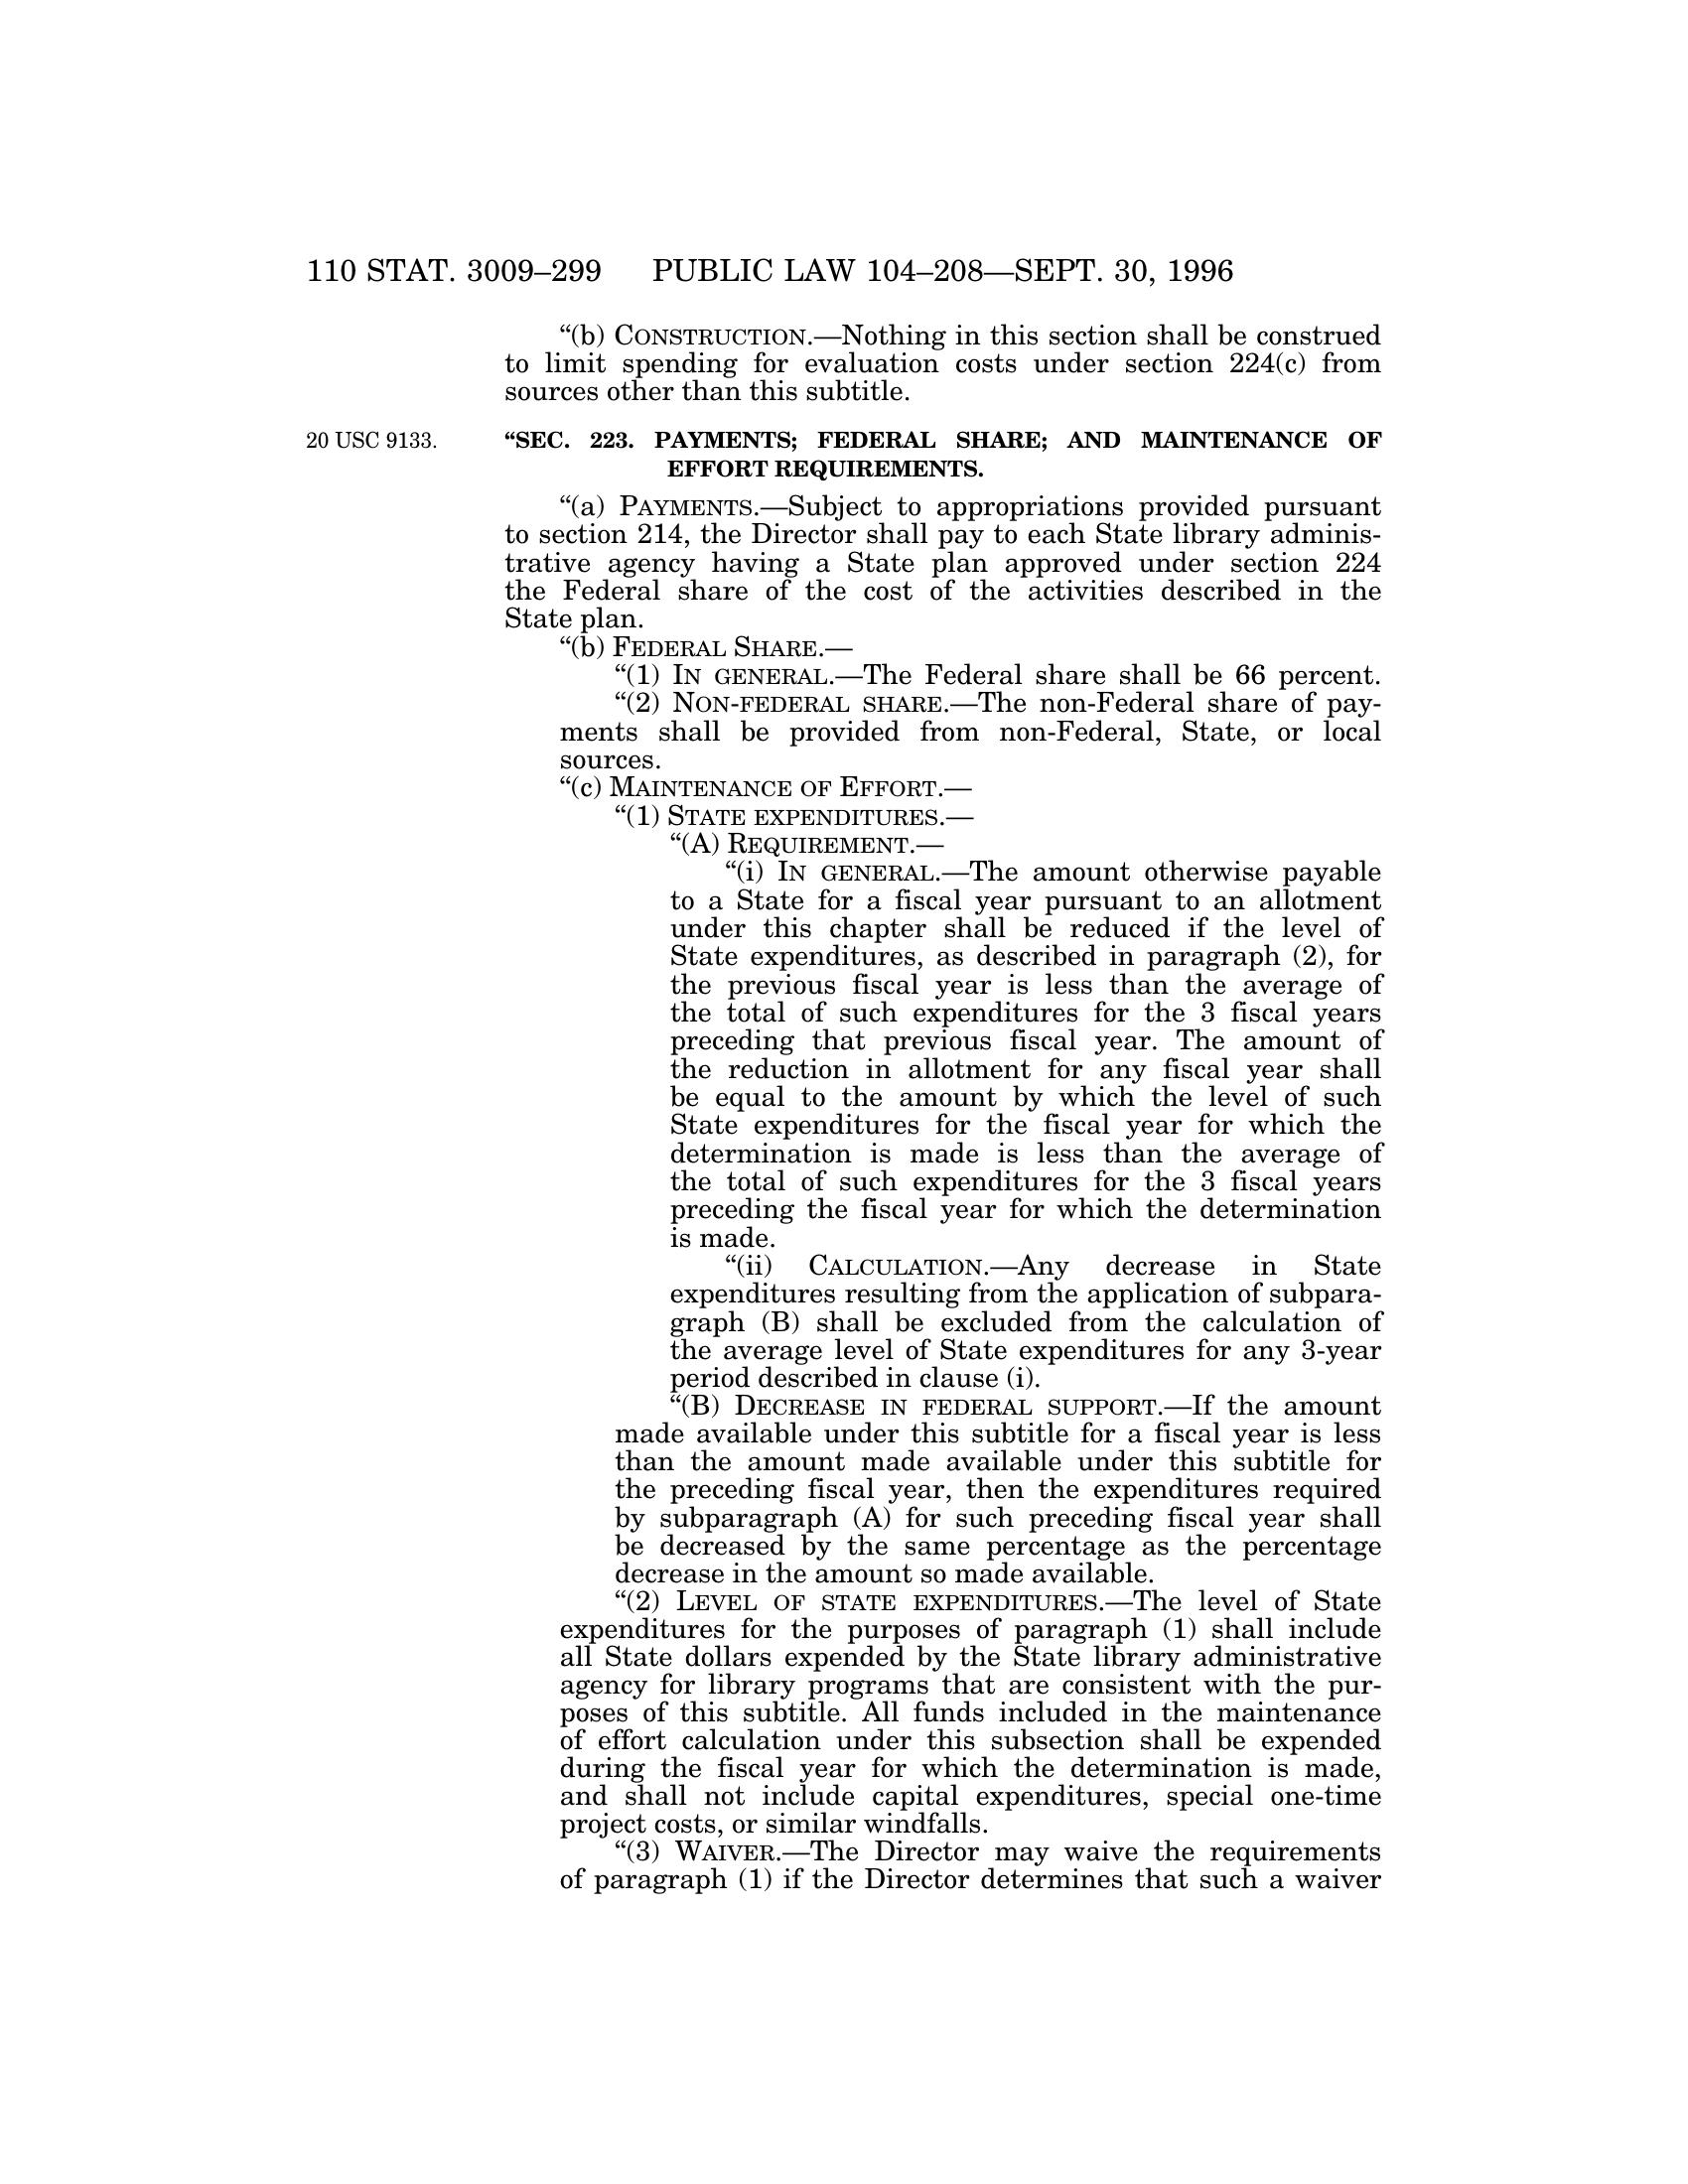 110 STAT. 3009–299 PUBLIC LAW 104–208—SEPT. 30, 1996
“(b) CONSTRUCTION.—Nothing in this section shall be construed
to limit spending for evaluation costs under section 224(c) from
sources other than this subtitle.
20 USC 9133.
“SEC. 223. PAYMENTS; FEDERAL SHARE; AND MAINTENANCE OF
EFFORT REQUIREMENTS.
“(a) PAYMENTS.—Subject to appropriations provided pursuant
to section 214, the Director shall pay to each State library adminis-
trative agency having a State plan approved under section 224
the Federal share of the cost of the activities described in the
State plan.
“(b) FEDERAL SHARE.—
“(1) IN GENERAL.—The Federal share shall be 66 percent.
“(2) NON-FEDERAL SHARE.—The non-Federal share of pay-
ments shall be provided from non-Federal, State, or local
sources.
“(c) MAINTENANCE OF EFFORT.—
“(1) STATE EXPENDITURES.—
“(A) REQUIREMENT.—
“(i) IN GENERAL.—The amount otherwise payable
to a State for a fiscal year pursuant to an allotment
under this chapter shall be reduced if the level of
State expenditures, as described in paragraph (2), for
the previous fiscal year is less than the average of
the total of such expenditures for the 3 fiscal years
preceding that previous fiscal year. The amount of
the reduction in allotment for any fiscal year shall
be equal to the amount by which the level of such
State expenditures for the fiscal year for which the
determination is made is less than the average of
the total of such expenditures for the 3 fiscal years
preceding the fiscal year for which the determination
is made.
“(ii) CALCULATION.—Any decrease in State
expenditures resulting from the application of subpara-
graph (B) shall be excluded from the calculation of
the average level of State expenditures for any 3-year
period described in clause (i).
“(B) DECREASE IN FEDERAL SUPPORT.—If the amount
made available under this subtitle for a fiscal year is less
than the amount made available under this subtitle for
the preceding fiscal year, then the expenditures required
by subparagraph (A) for such preceding fiscal year shall
be decreased by the same percentage as the percentage
decrease in the amount so made available.
“(2) LEVEL OF STATE EXPENDITURES.—The level of State
expenditures for the purposes of paragraph (1) shall include
all State dollars expended by the State library administrative
agency for library programs that are consistent with the pur-
poses of this subtitle. All funds included in the maintenance
of effort calculation under this subsection shall be expended
during the fiscal year for which the determination is made,
and shall not include capital expenditures, special one-time
project costs, or similar windfalls.
“(3) WAIVER.—The Director may waive the requirements
of paragraph (1) if the Director determines that such a waiver